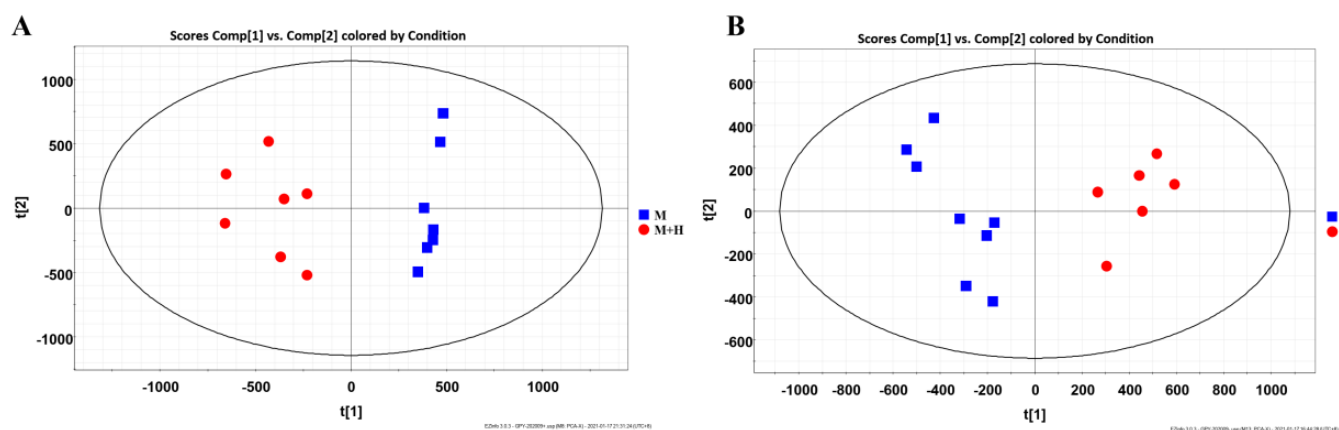 A
Scores Comp[1] vs. Comp[2] colored by Condition
1000
500
0
-500
-1000
t[2]
-1000 -500 0 500 1000
t[1]
M
M+H
B
Scores Comp[1] vs. Comp[2] colored by Condition
600
400
200
0
-200
-400
-600
t[2]
-1000 -800 -600 -400 -200 0 200 400 600 800 1000
t[1]